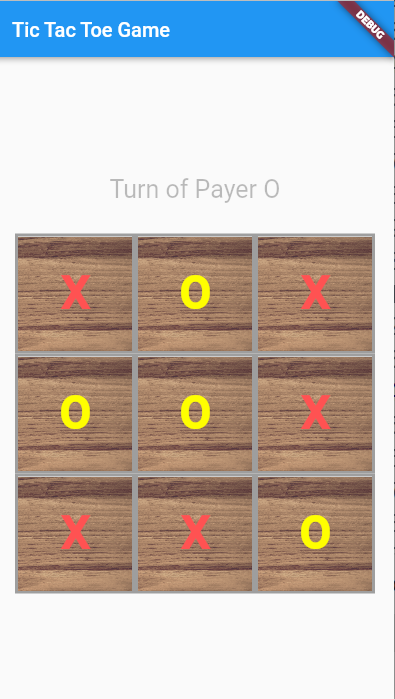 Tic Tac Toe Game
DEBUG
Turn of Payer O
X O X
O O X
X X O